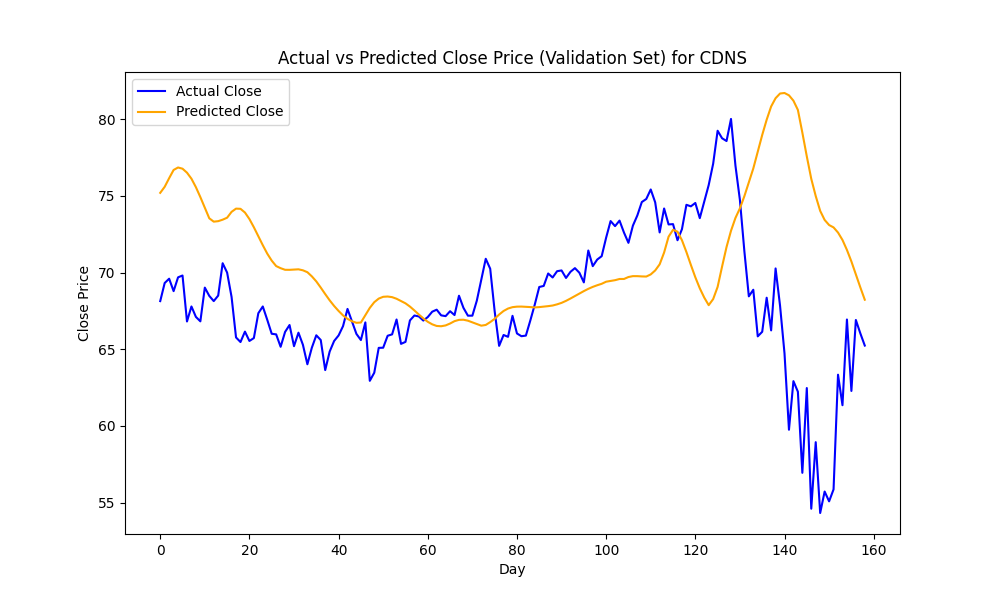 Actual vs Predicted Close Price (Validation Set) for CDNS
Actual Close
Predicted Close
Close Price
80
75
70
65
60
55
0 20 40 60 80 100 120 140 160
Day